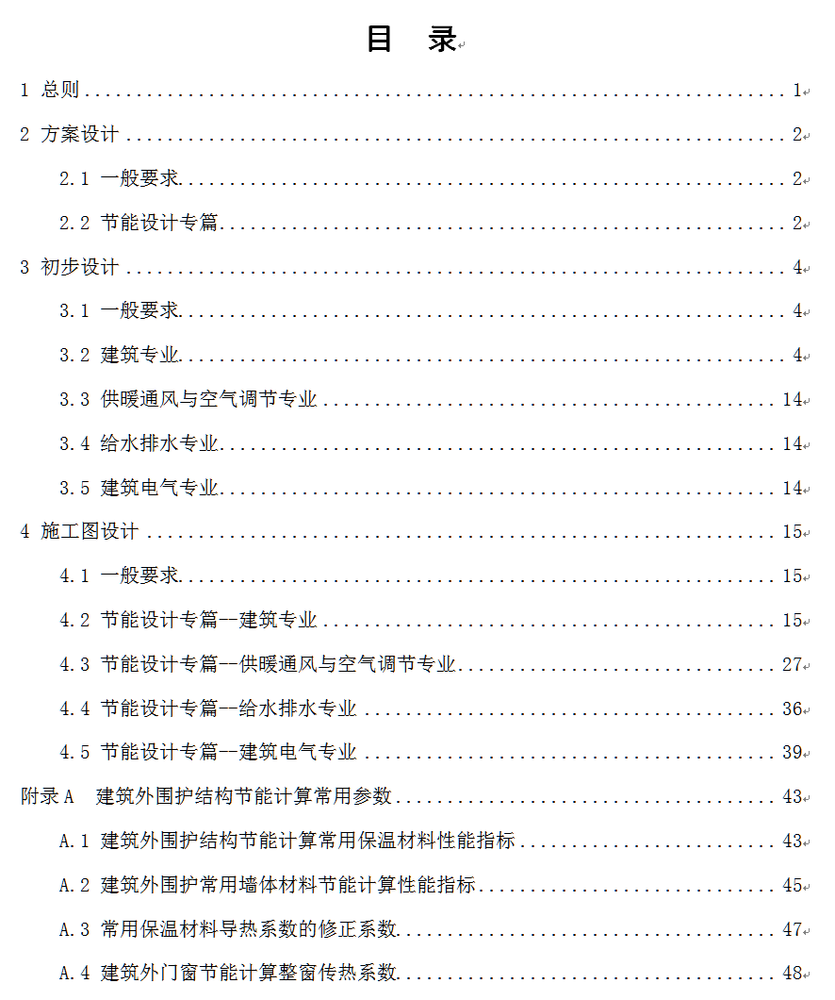 目 录
1 总则 1
2 方案设计 2
2.1 一般要求 2
2.2 节能设计专篇 2
3 初步设计 4
3.1 一般要求 4
3.2 建筑专业 4
3.3 供暖通风与空气调节专业 14
3.4 给水排水专业 14
3.5 建筑电气专业 14
4 施工图设计 15
4.1 一般要求 15
4.2 节能设计专篇--建筑专业 15
4.3 节能设计专篇--供暖通风与空气调节专业 27
4.4 节能设计专篇--给水排水专业 36
4.5 节能设计专篇--建筑电气专业 39
附录A 建筑外围护结构节能计算常用参数 43
A.1 建筑外围护结构节能计算常用保温材料性能指标 43
A.2 建筑外围护常用墙体材料节能计算性能指标 45
A.3 常用保温材料导热系数的修正系数 47
A.4 建筑外门窗节能计算整窗传热系数 48